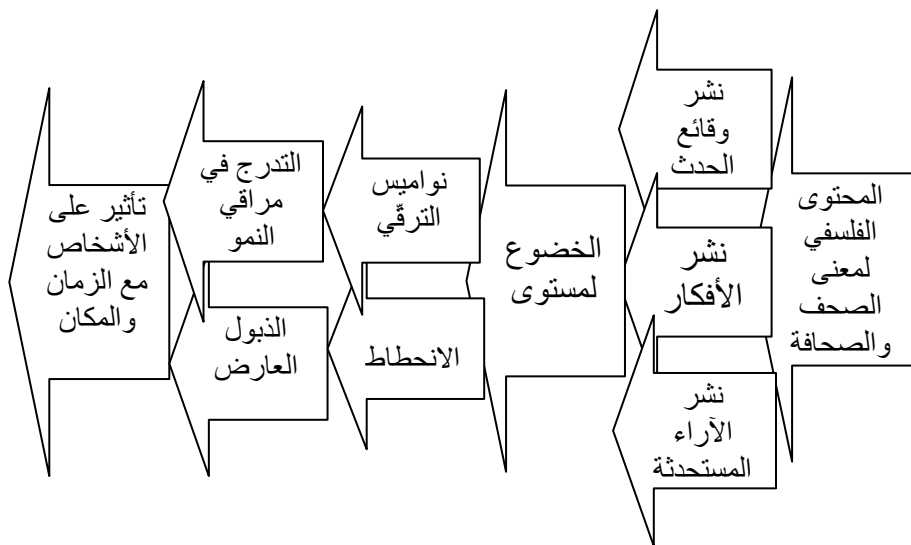 المحتوى
الفلسفي
لمعنى
الصحف
والصحافة
نشر
وقائع
الحدث
نشر
الأفكار
نشر
الآراء
المستحدثة
الخضوع
لمستوى
نواميس
الترقّي
الانحطاط
التدرج في
مراقي
النمو
الذبول
العارض
تأثير على
الأشخاص
مع الزمان
والمكان